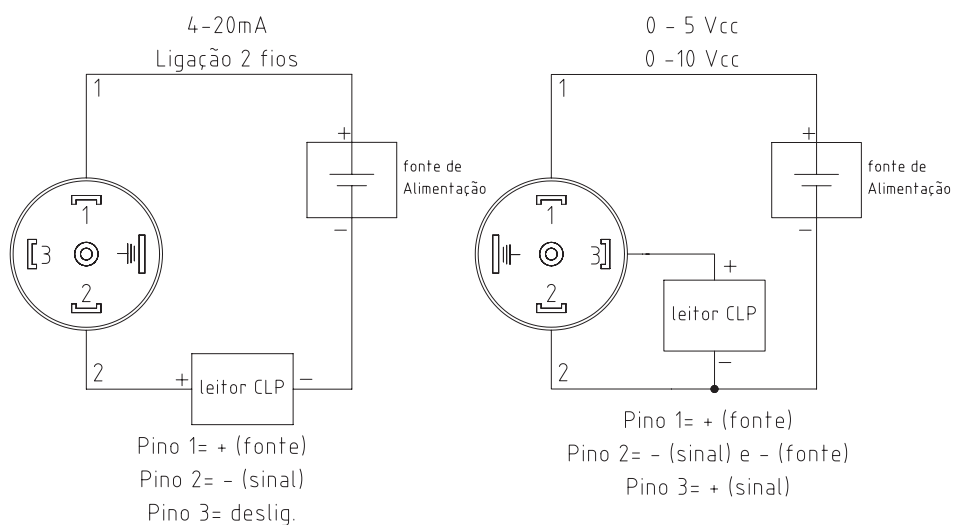 4-20mA
Ligação 2 fios
1
+
fonte de
Alimentação
-
1
3
2
2
+
leitor CLP
-
Pino 1= + (fonte)
Pino 2= - (sinal)
Pino 3= deslig.
0 - 5 Vcc
0 -10 Vcc
1
+
fonte de
Alimentação
-
1
3
2
+
leitor CLP
-
2
Pino 1= + (fonte)
Pino 2= - (sinal) e - (fonte)
Pino 3= + (sinal)